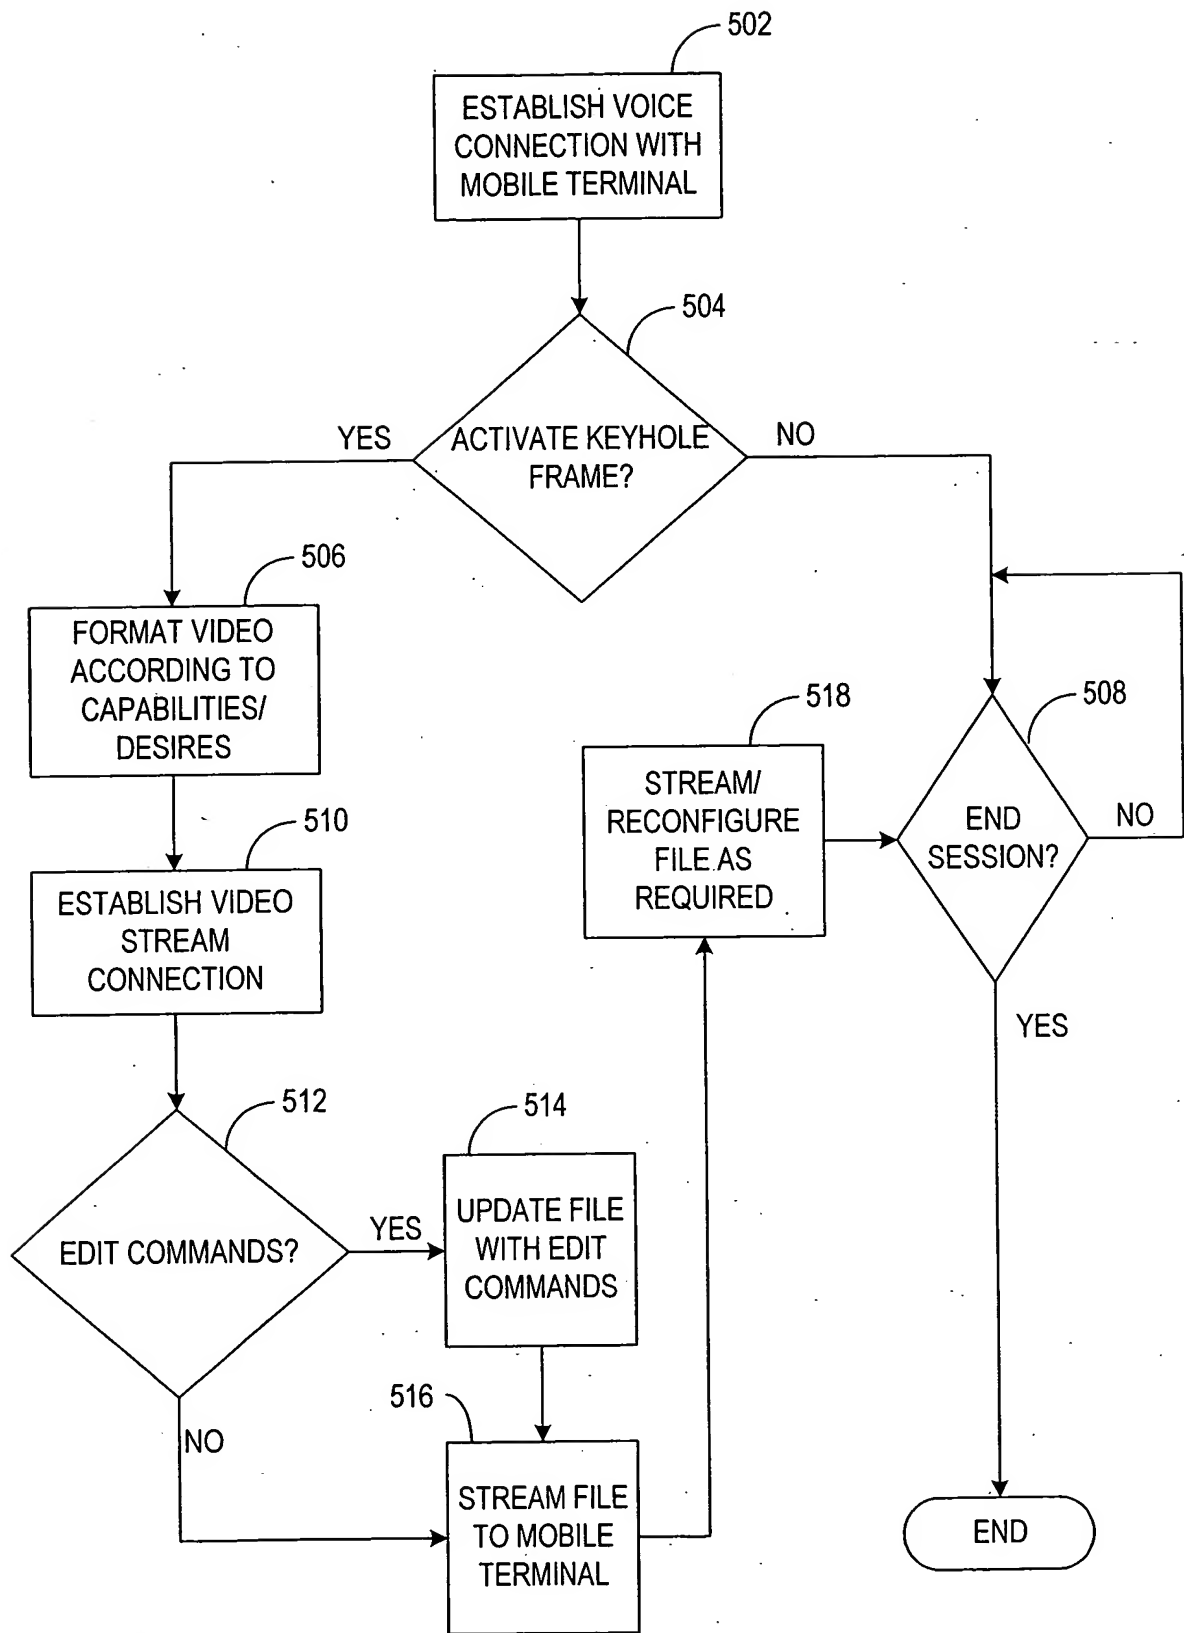 502
ESTABLISH VOICE
CONNECTION WITH
MOBILE TERMINAL
504
ACTIVATE KEYHOLE
FRAME?
YES
NO
506
FORMAT VIDEO
ACCORDING TO
CAPABILITIES/
DESIRES
510
ESTABLISH VIDEO
STREAM
CONNECTION
512
EDIT COMMANDS?
YES
NO
514
UPDATE FILE
WITH EDIT
COMMANDS
516
STREAM FILE
TO MOBILE
TERMINAL
518
STREAM/
RECONFIGURE
FILE AS
REQUIRED
508
END
SESSION?
NO
YES
END